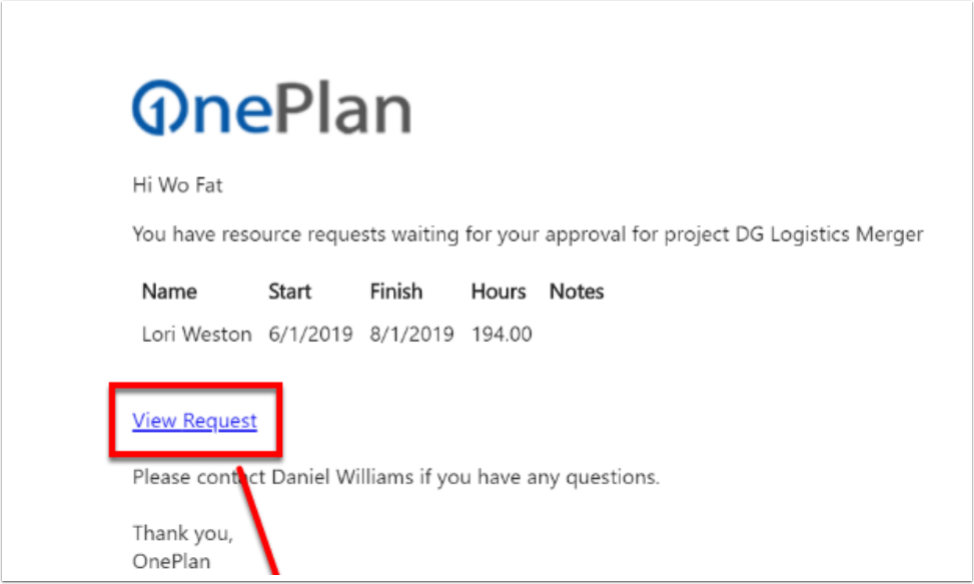 OnePlan
Hi Wo Fat
You have resource requests waiting for your approval for project DG Logistics Merger
Name Start Finish Hours Notes
Lori Weston 6/1/2019 8/1/2019 194.00
View Request
Please contact Daniel Williams if you have any questions.
Thank you,
OnePlan